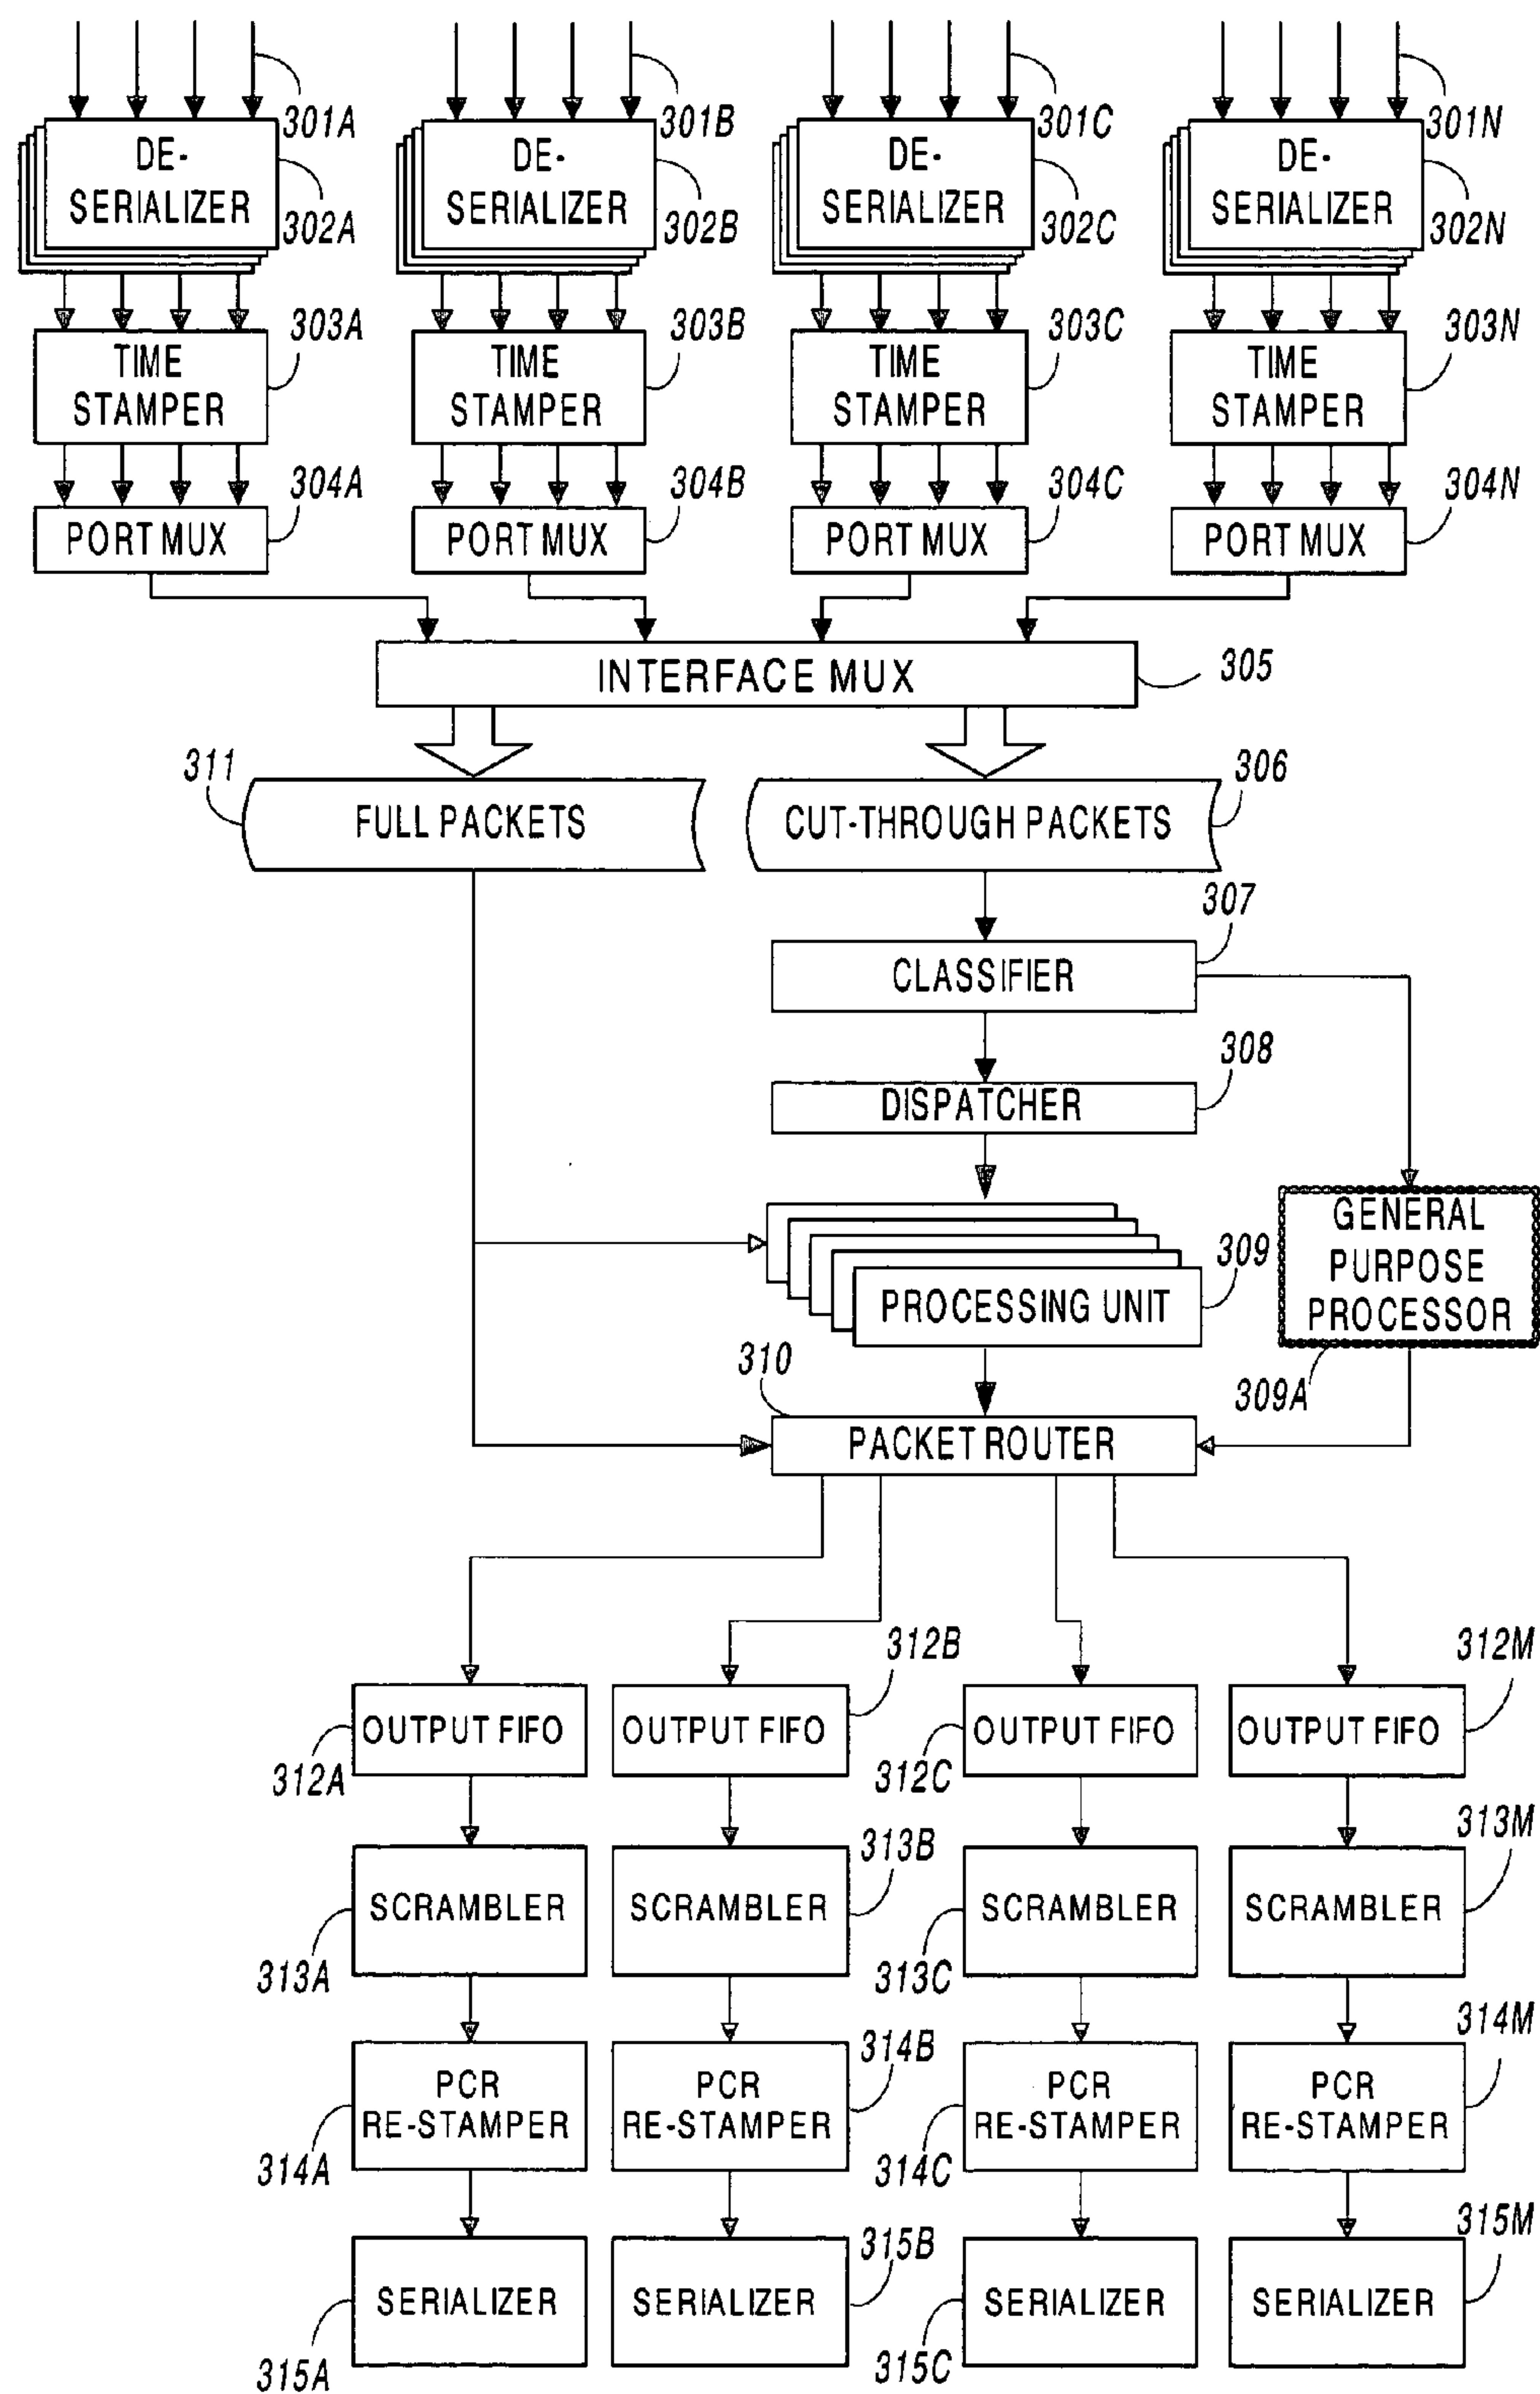 301A
301B
301C
301N
DE-
SERIALIZER
DE-
SERIALIZER
DE-
SERIALIZER
DE-
SERIALIZER
302A
302B
302C
302N
303A
303B
303C
303N
TIME
STAMPER
TIME
STAMPER
TIME
STAMPER
TIME
STAMPER
304A
304B
304C
304N
PORT MUX
PORT MUX
PORT MUX
PORT MUX
INTERFACE MUX
305
311
306
FULL PACKETS
CUT-THROUGH PACKETS
307
CLASSIFIER
308
DISPATCHER
GENERAL
PURPOSE
PROCESSOR
309
PROCESSING UNIT
310
309A
PACKET ROUTER
312B
312M
OUTPUT FIFO
OUTPUT FIFO
OUTPUT FIFO
OUTPUT FIFO
312A
312C
313B
313M
SCRAMBLER
SCRAMBLER
SCRAMBLER
SCRAMBLER
313A
313C
314B
314M
PCR
RE-STAMPER
PCR
RE-STAMPER
PCR
RE-STAMPER
PCR
RE-STAMPER
314A
314C
315B
315M
SERIALIZER
SERIALIZER
SERIALIZER
SERIALIZER
315A
315C